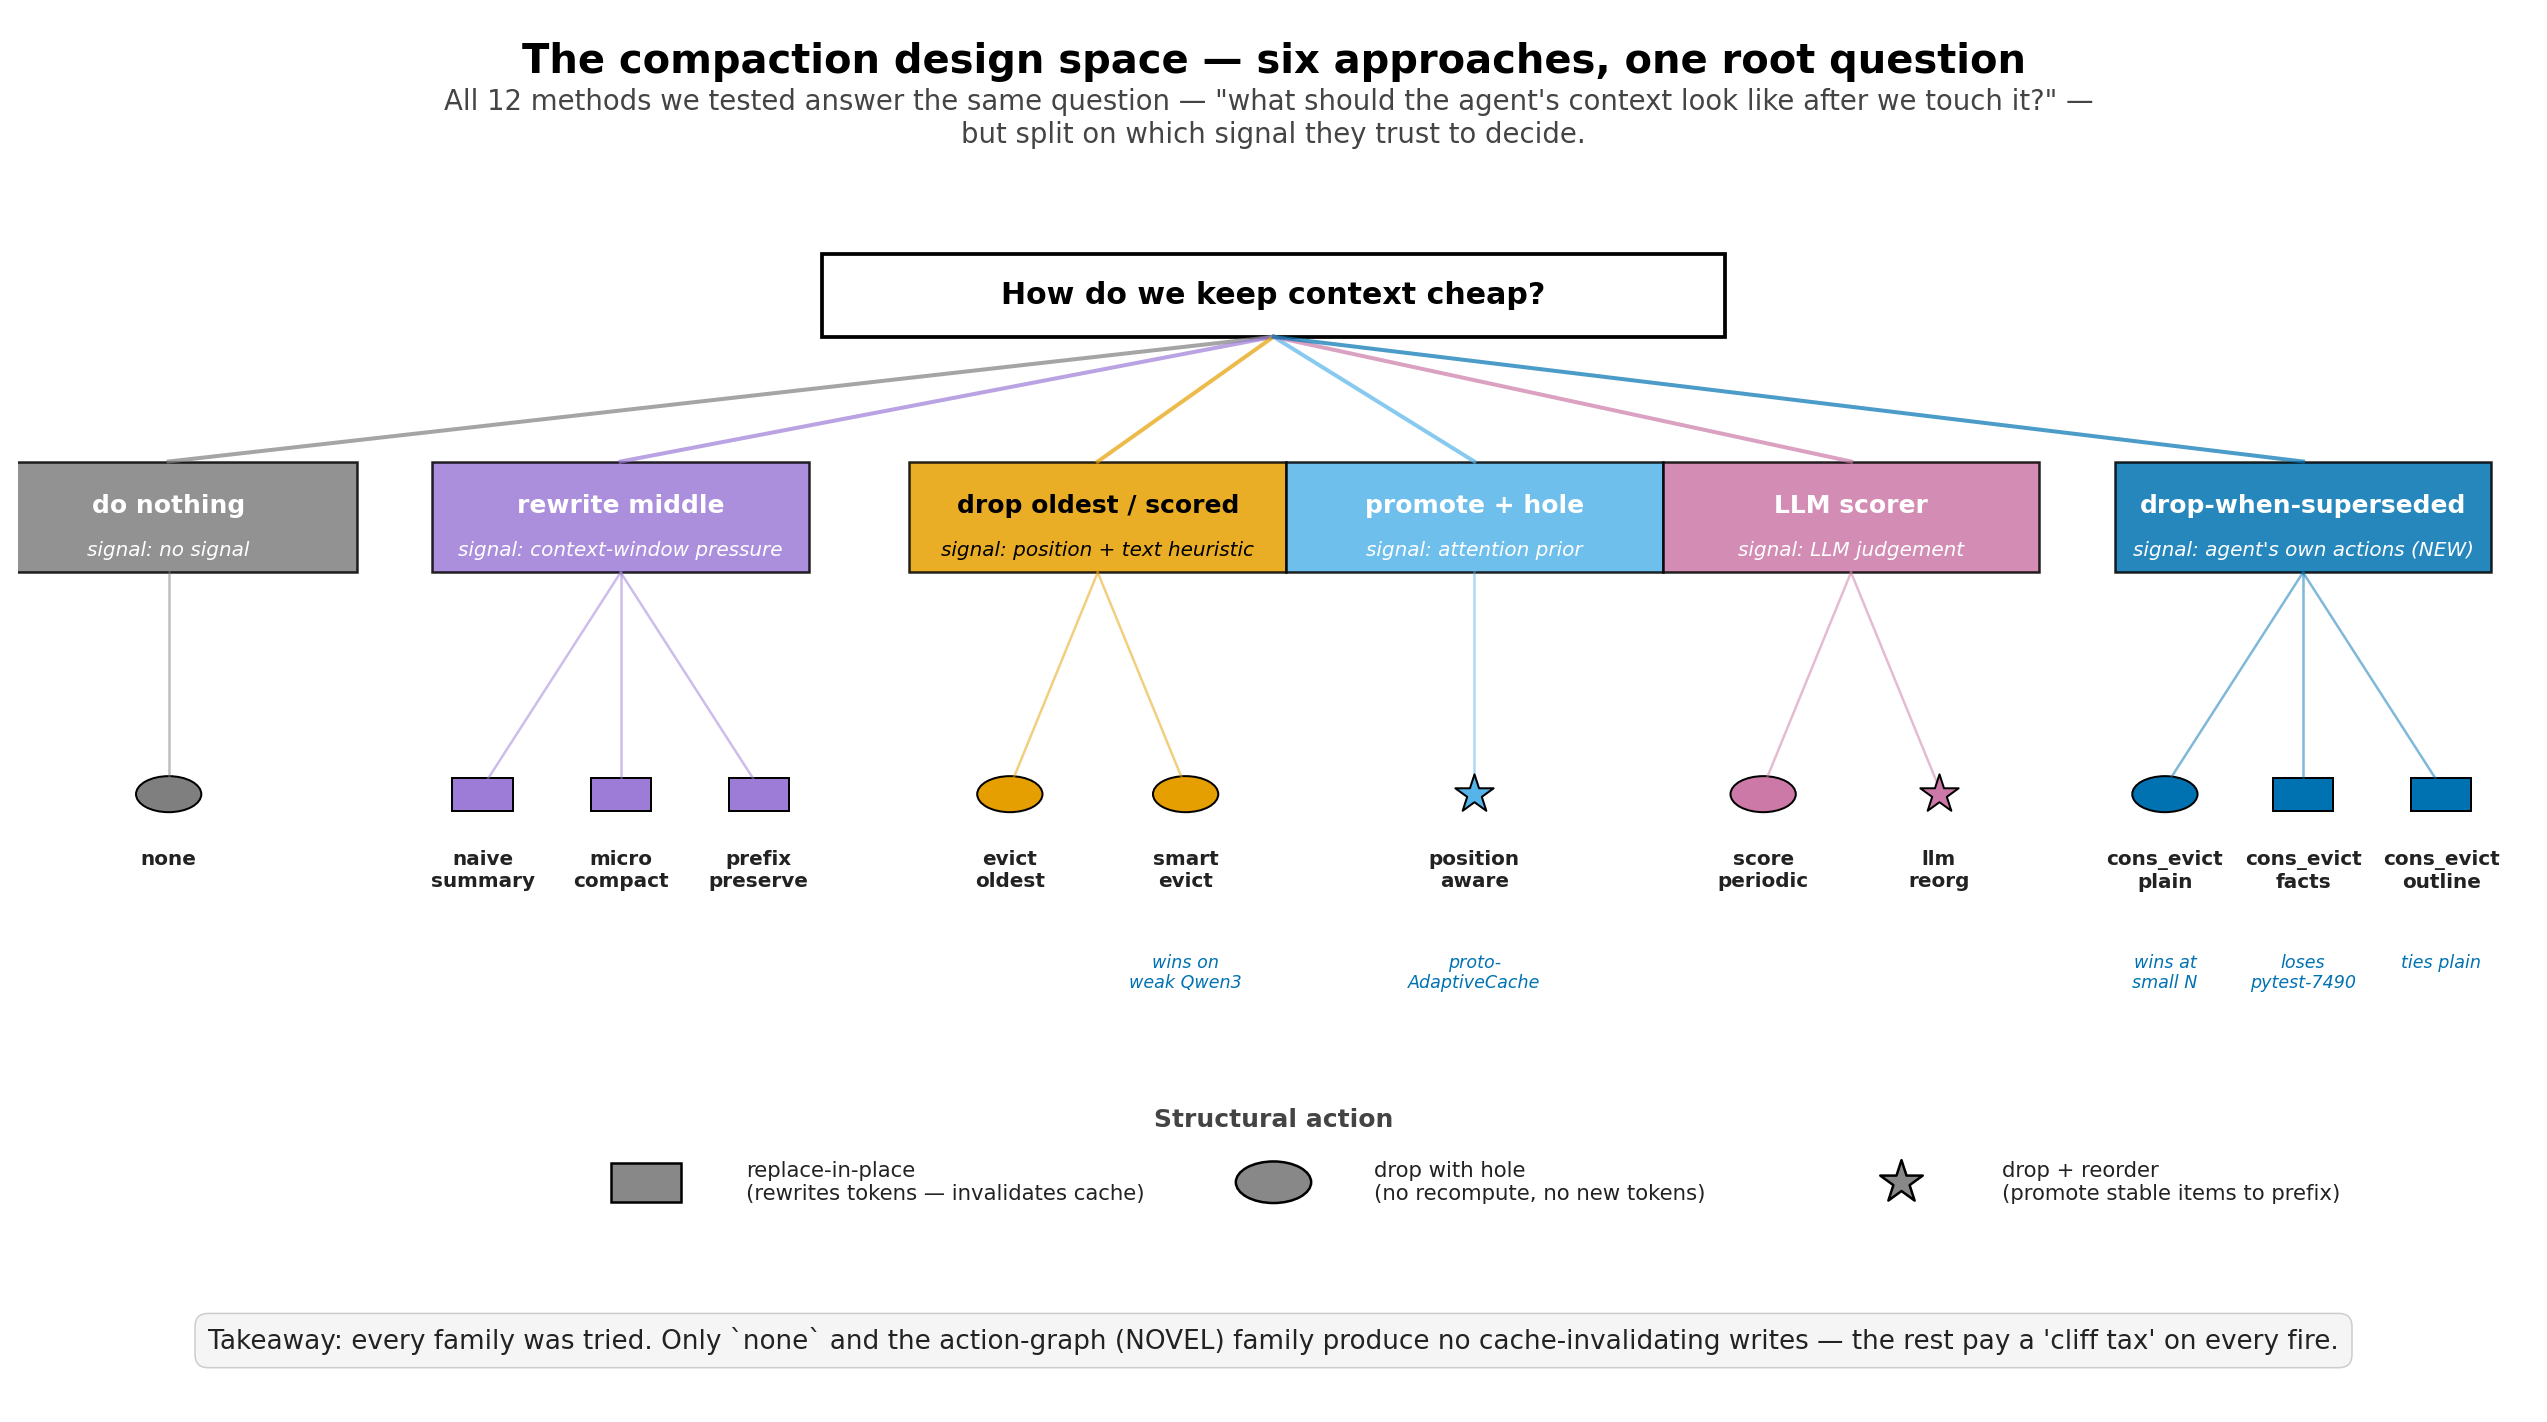 The compaction design space — six approaches, one root question
All 12 methods we tested answer the same question — "what should the agent's context look like after we touch it?" —
but split on which signal they trust to decide.
How do we keep context cheap?
do nothing
signal: no signal
rewrite middle
signal: context-window pressure
drop oldest / scored
signal: position + text heuristic
promote + hole
signal: attention prior
LLM scorer
signal: LLM judgement
drop-when-superseded
signal: agent's own actions (NEW)
none
naive
summary
micro
compact
prefix
preserve
evict
oldest
smart
evict
wins on
weak Qwen3
position
aware
proto-
AdaptiveCache
score
periodic
llm
reorg
cons_evict
plain
wins at
small N
cons_evict
facts
loses
pytest-7490
cons_evict
outline
ties plain
Structural action
replace-in-place
(rewrites tokens — invalidates cache)
drop with hole
(no recompute, no new tokens)
drop + reorder
(promote stable items to prefix)
Takeaway: every family was tried. Only `none` and the action-graph (NOVEL) family produce no cache-invalidating writes — the rest pay a 'cliff tax' on every fire.